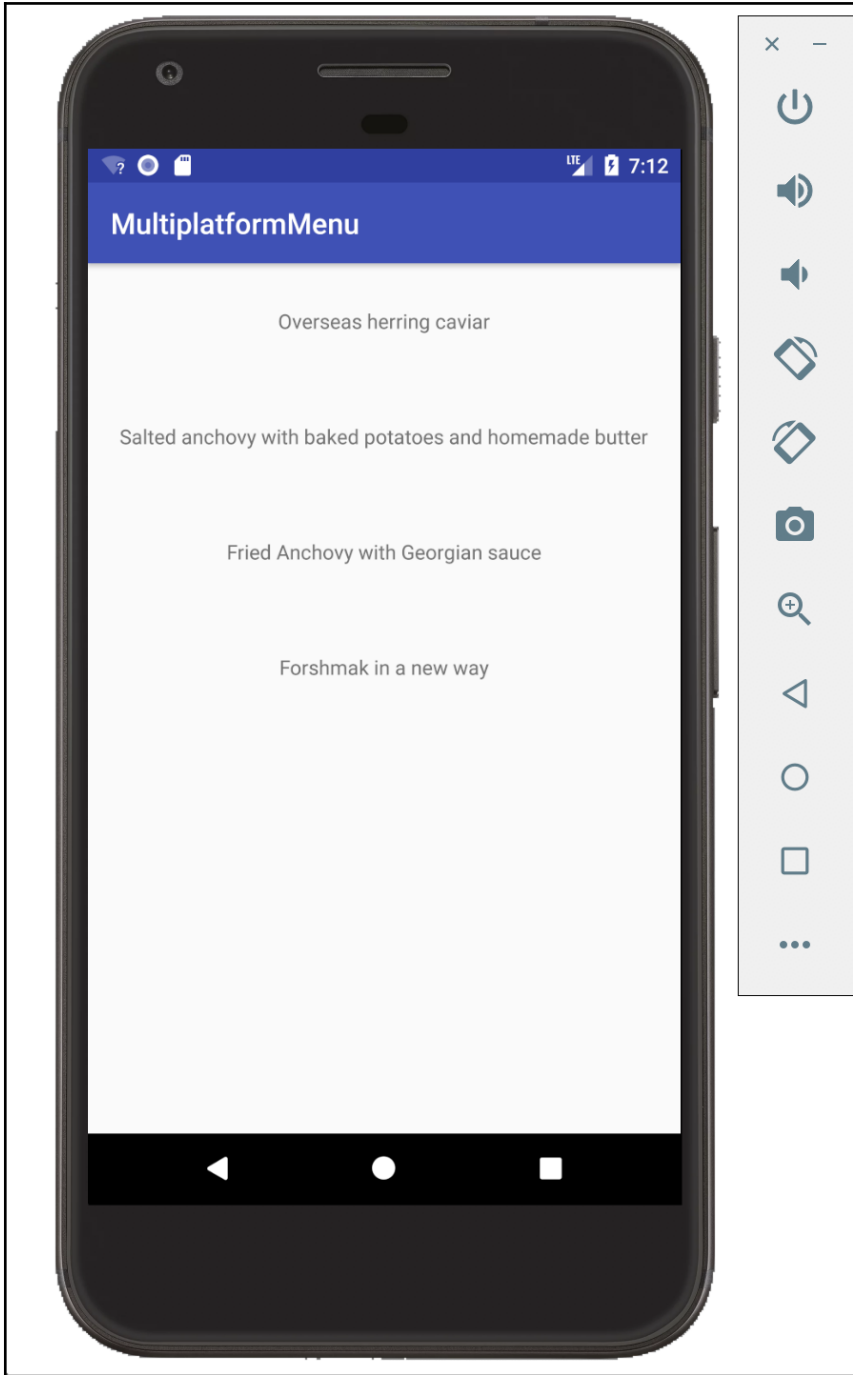 ? LTE 7:12
MultiplatformMenu
Overseas herring caviar
Salted anchovy with baked potatoes and homemade butter
Fried Anchovy with Georgian sauce
Forshmak in a new way